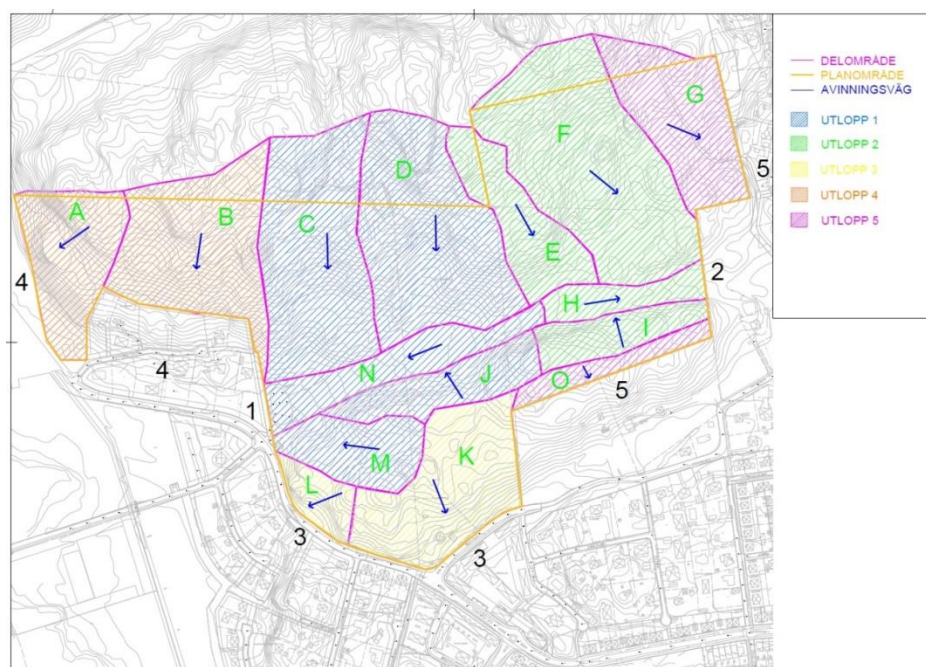 DELOMRÅDE
PLANOMRÅDE
AVINNINGSVÄG
UTLOPP 1
UTLOPP 2
UTLOPP 3
UTLOPP 4
UTLOPP 5
G
F
D
5
A
B
C
E
4
2
H
I
N
J
O
5
4
1
K
M
L
3
3